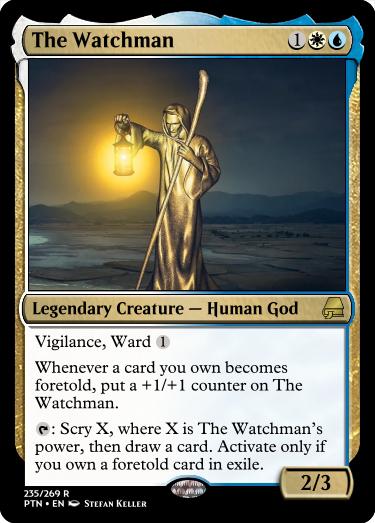 The Watchman 1
Legendary Creature — Human God
Vigilance, Ward 1
Whenever a card you own becomes
foretold, put a +1/+1 counter on The
Watchman.
: Scry X, where X is The Watchman's
power, then draw a card. Activate only if
you own a foretold card in exile.
2/3
235/269 R
PTN • EN Stefan Keller